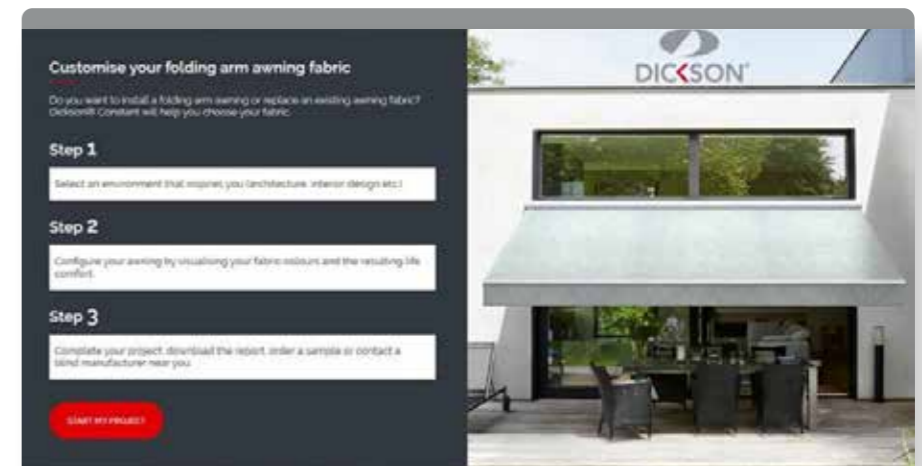 Customise your folding arm awning fabric
Do you want to install a folding arm awning or replace an existing awning fabric?
Dickson® Constant will help you choose your fabric.
Step 1
Select an environment that inspires you (architecture, interior design etc.)
Step 2
Configure your awning by visualising your fabric colours and the resulting life
comfort.
Step 3
Complete your project: download the report, order a sample or contact a
blind manufacturer near you.
START MY PROJECT
DICKSON®